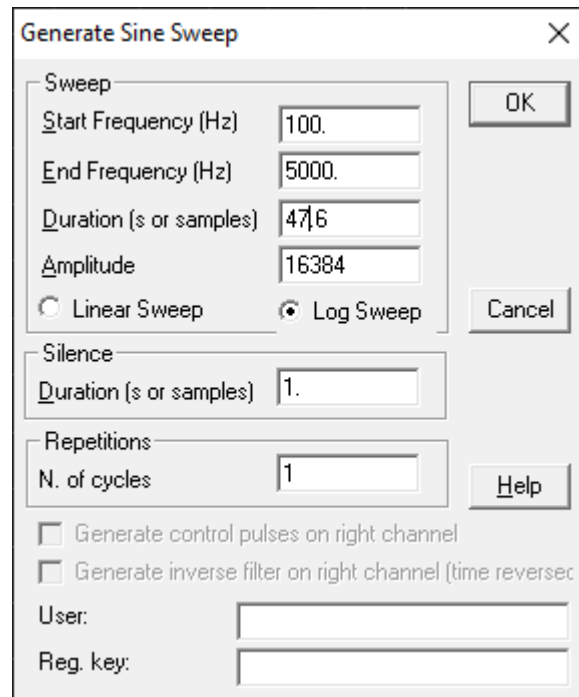 Generate Sine Sweep
Sweep
Start Frequency (Hz) 100.
End Frequency (Hz) 5000.
Duration (s or samples) 47.6
Amplitude 16384
Linear Sweep Log Sweep
OK
Cancel
Silence
Duration (s or samples) 1.
Repetitions
N. of cycles 1
Help
Generate control pulses on right channel
Generate inverse filter on right channel (time reversed
User:
Reg. key: